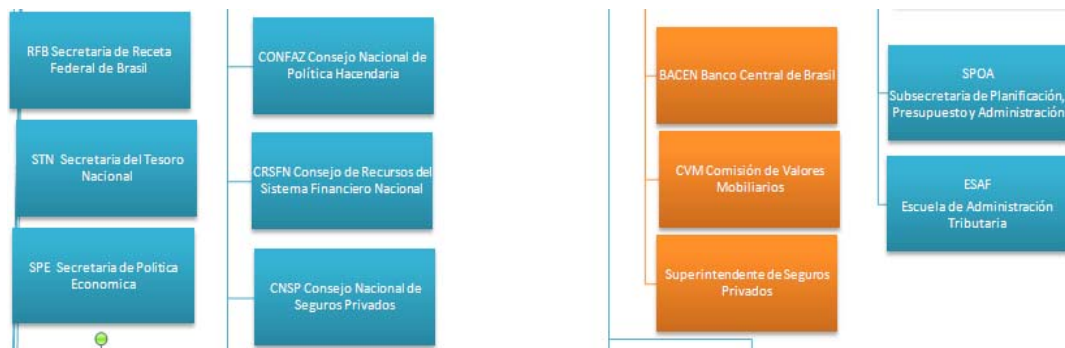 RFB Secretaria de Receta
Federal de Brasil
STN Secretaria del Tesoro
Nacional
SPE Secretaria de Politica
Economica
CONFAZ Consejo Nacional de
Política Hacendaria
CRSFN Consejo de Recursos del
Sistema Financiero Nacional
CNSP Consejo Nacional de
Seguros Privados
BACEN Banco Central de Brasil
CVM Comisión de Valores
Mobiliarios
Superintendente de Seguros
Privados
SPOA
Subsecretaria de Planificación,
Presupuesto y Administración
ESAF
Escuela de Administración
Tributaria